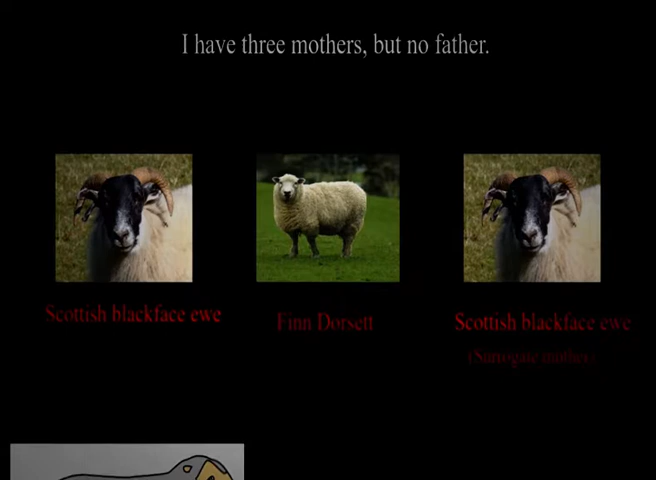 I have three mothers, but no father.
Scottish blackface ewe
Finn Dorsett
Scottish blackface ewe
(Surrogate mother)